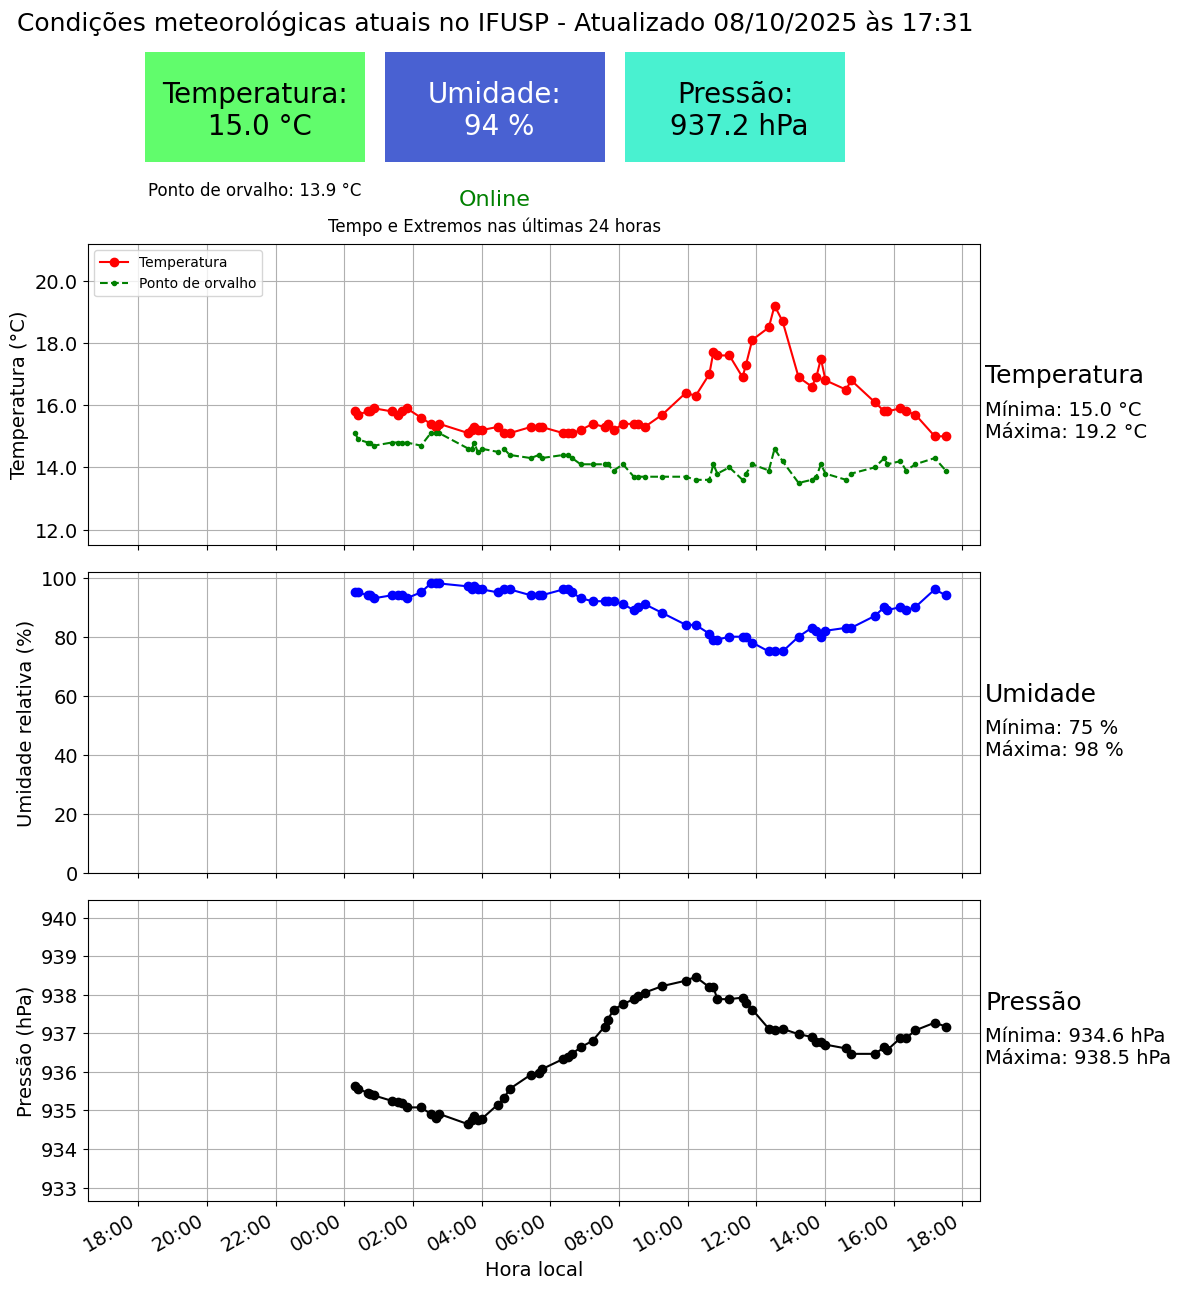 Condições meteorológicas atuais no IFUSP - Atualizado 08/10/2025 às 17:31
Temperatura:
15.0 °C
Umidade:
94 %
Pressão:
937.2 hPa
Ponto de orvalho: 13.9 °C
Online
Tempo e Extremos nas últimas 24 horas
Temperatura (°C)
20.0
18.0
16.0
14.0
12.0
Temperatura
Ponto de orvalho
Temperatura
Mínima: 15.0 °C
Máxima: 19.2 °C
Umidade relativa (%)
100
80
60
40
20
0
Umidade
Mínima: 75 %
Máxima: 98 %
Pressão (hPa)
940
939
938
937
936
935
934
933
Pressão
Mínima: 934.6 hPa
Máxima: 938.5 hPa
18:00 20:00 22:00 00:00 02:00 04:00 06:00 08:00 10:00 12:00 14:00 16:00 18:00
Hora local